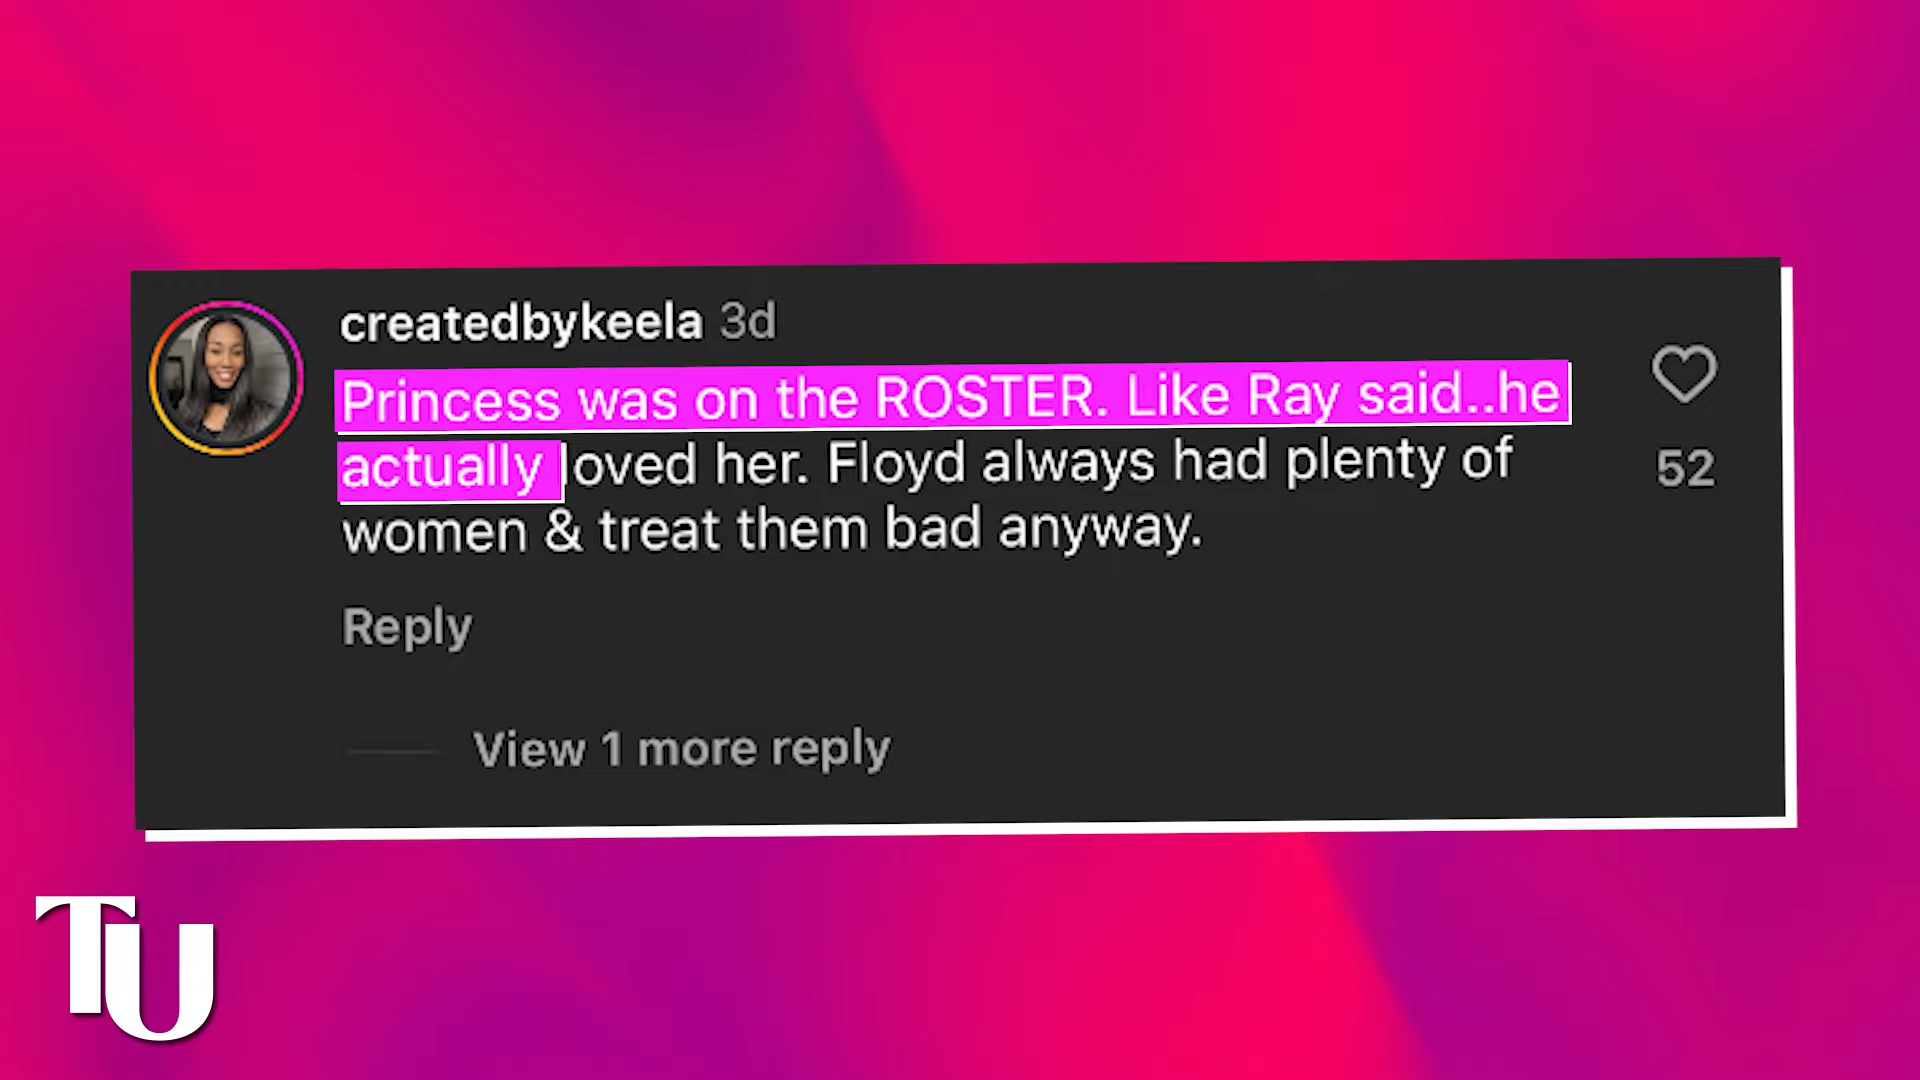 createdbykeela 3d
Princess was on the ROSTER. Like Ray said..he
actually loved her. Floyd always had plenty of
women & treat them bad anyway.
52
Reply
View 1 more reply
TU